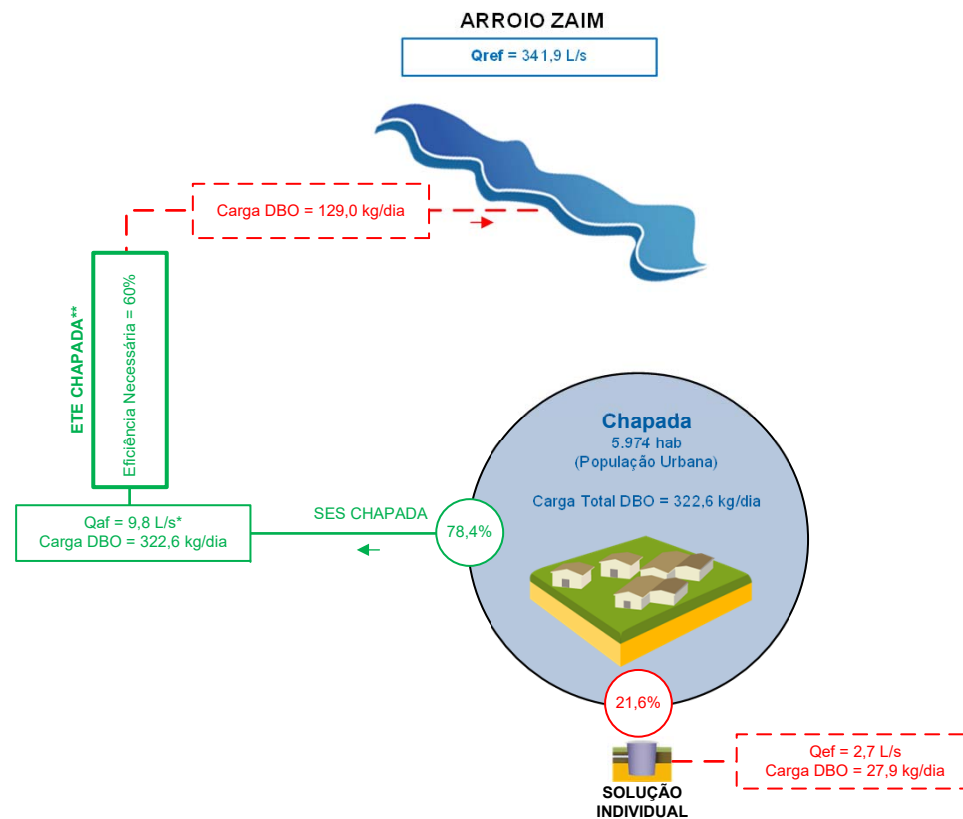 ARROIO ZAIM
Qref = 341,9 L/s
Carga DBO = 129,0 kg/dia
ETE CHAPADA**
Eficiência Necessária = 60%
Qaf = 9,8 L/s*
Carga DBO = 322,6 kg/dia
SES CHAPADA
78,4%
Chapada
5.974 hab
(População Urbana)
Carga Total DBO = 322,6 kg/dia
21,6%
SOLUÇÃO
INDIVIDUAL
Qef = 2,7 L/s
Carga DBO = 27,9 kg/dia